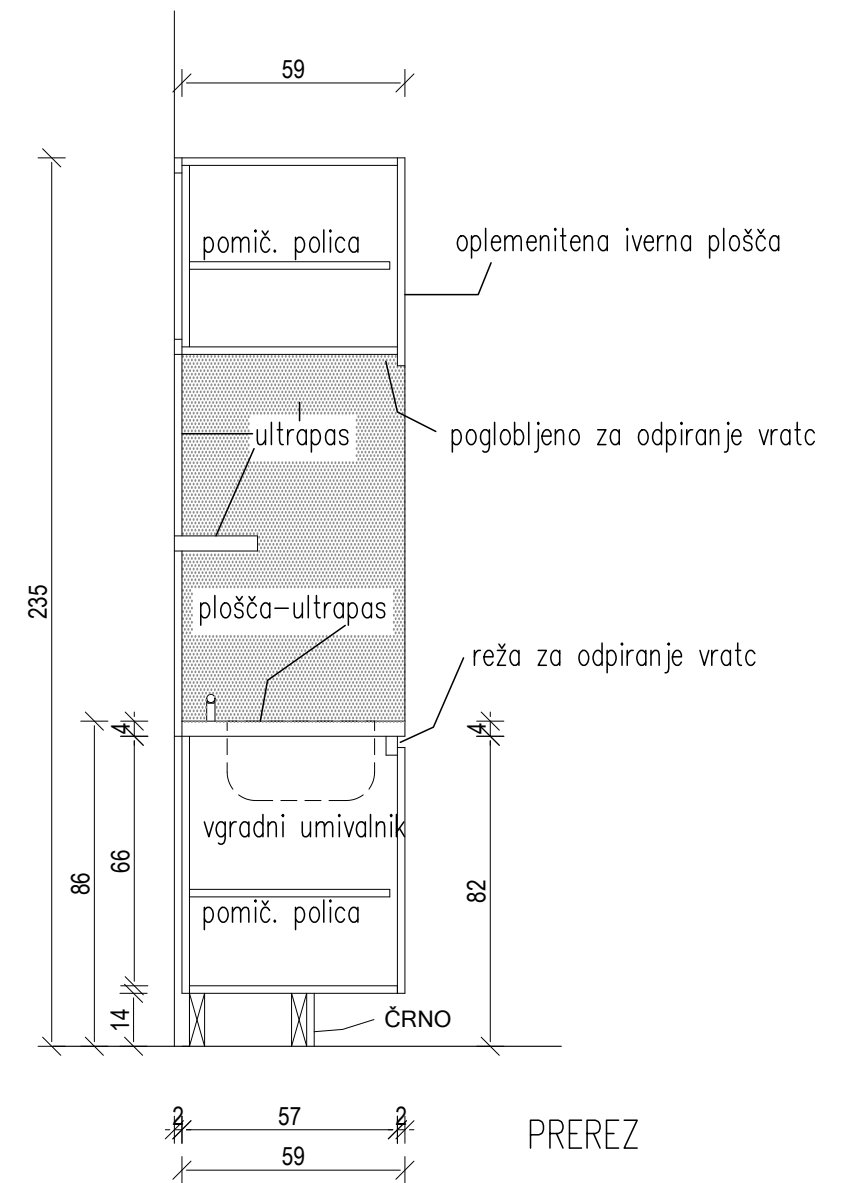 59
pomič. polica
oplemenitena iverna plošča
ultrapas
poglobljeno za odpiranje vratc
235
plošča-ultrapas
reža za odpiranje vratc
4
4
vgradni umivalnik
66
86
82
pomič. polica
14
ČRNO
2
57
2
59
PREREZ